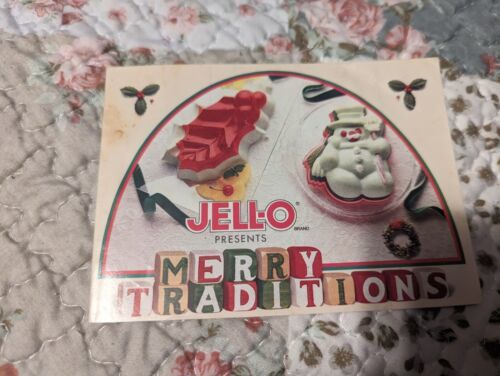 JELL-O®
BRAND
PRESENTS
MERRY
TRADITIONS